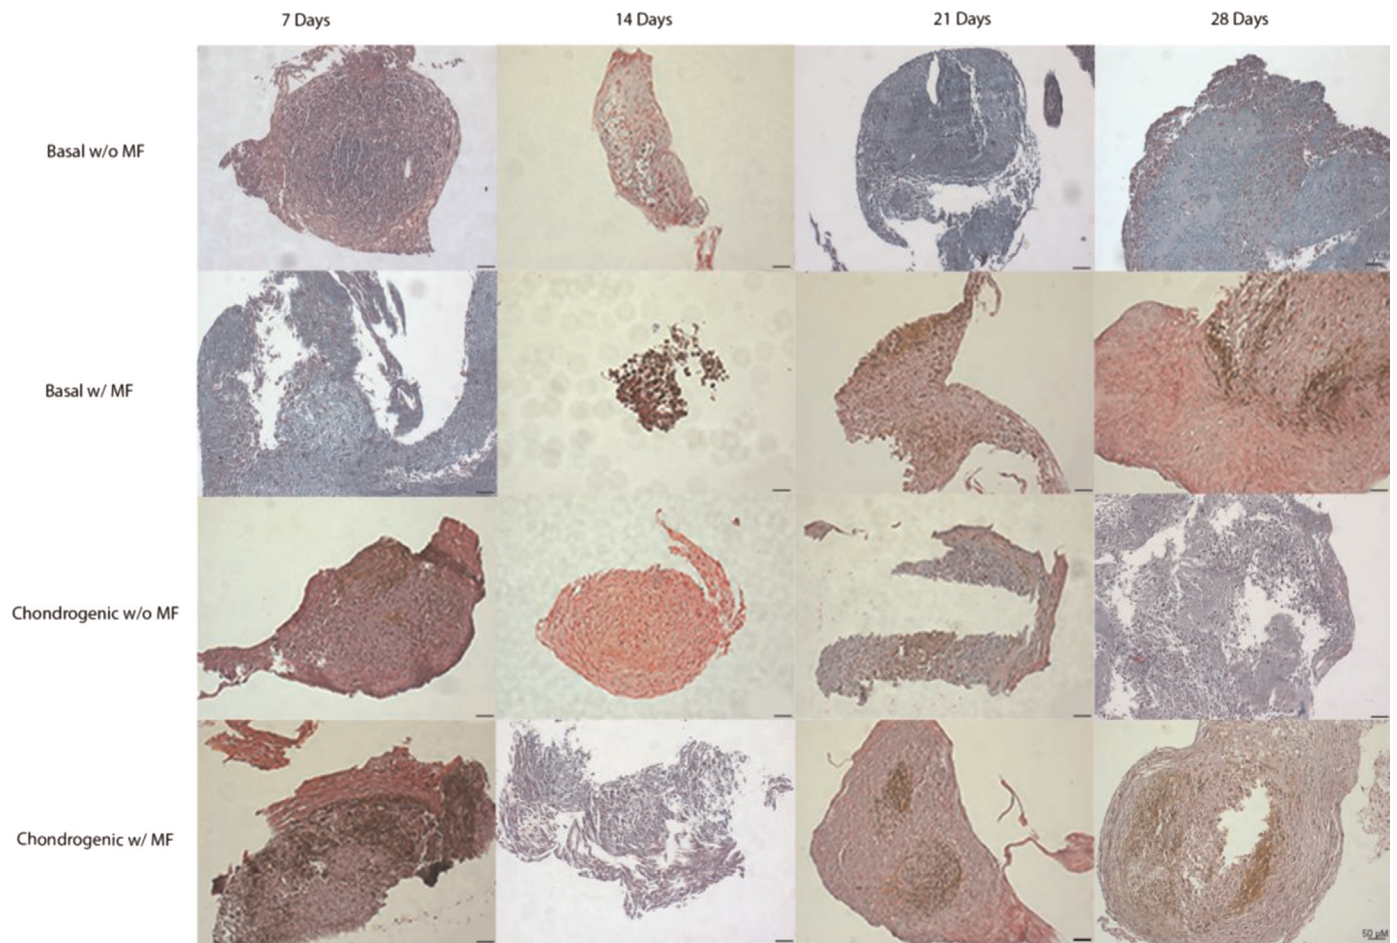 7 Days 14 Days 21 Days 28 Days
Basal w/o MF
Basal w/ MF
Chondrogenic w/o MF
Chondrogenic w/ MF
50 µM